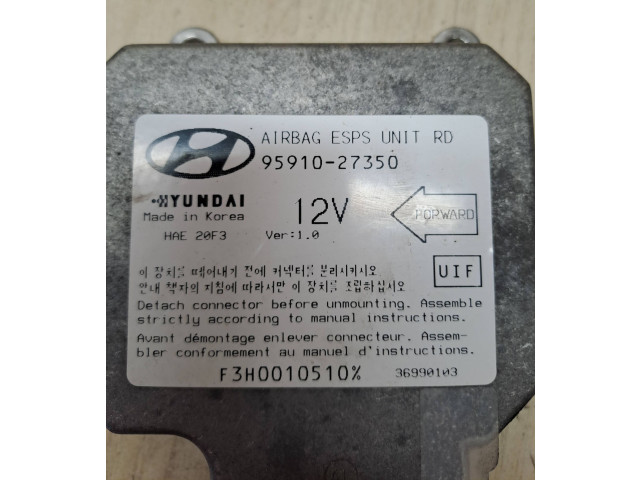 AIRBAG ESPS UNIT RD
95910-27350
HYUNDAI
Made in Korea
12V
FORWARD
HAE 20F3
Ver:1.0
이 장치를 떼어내기 전에 커넥터를 분리시키시오
안내 책자의 지침에 따라서만 이 장치를 조립하십시오
UIF
Detach connector before unmounting. Assemble
strictly according to manual instructions.
Avant démontage enlever connecteur. Assem-
bler conformement au manuel d'instructions.
F3H0010510%
36990103